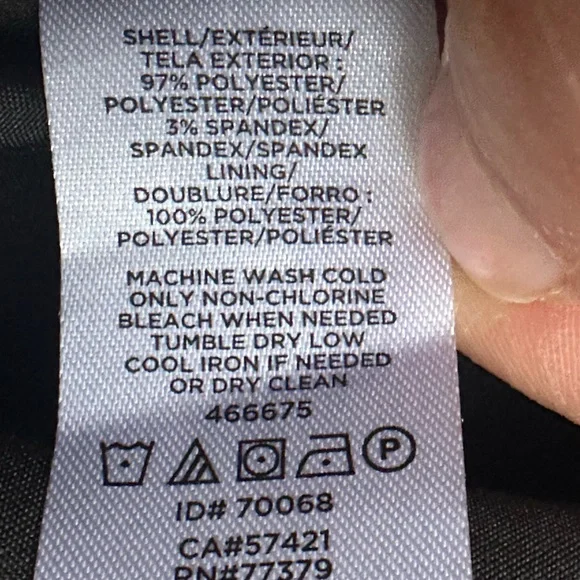 SHELL/EXTÉRIEUR/
TELA EXTERIOR :
97% POLYESTER/
POLYESTER/POLIÉSTER
3% SPANDEX/
SPANDEX/SPANDEX
LINING/
DOUBLURE/FORRO :
100% POLYESTER/
POLYESTER/POLIÉSTER
MACHINE WASH COLD
ONLY NON-CHLORINE
BLEACH WHEN NEEDED
TUMBLE DRY LOW
COOL IRON IF NEEDED
OR DRY CLEAN
466675
P
ID# 70068
CA#57421
RN#77379